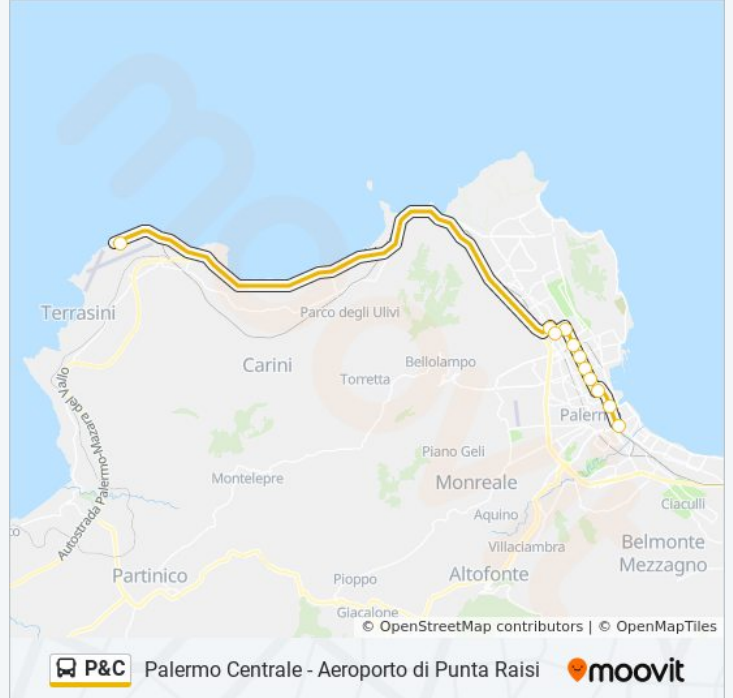 Terrasini
Parco degli Ulivi
Carini
Bellolampo
Torretta
Palerm
Autostrada Palermo-Mazara del Vallo
Piano Geli
Montelepre
Monreale
Ciaculli
Aquino
Villaciambra
Belmonte
Mezzagno
Partinico
Pioppo
Altofonte
Giacalone
© OpenStreetMap contributors | © OpenMapTiles
P&C Palermo Centrale - Aeroporto di Punta Raisi moovit